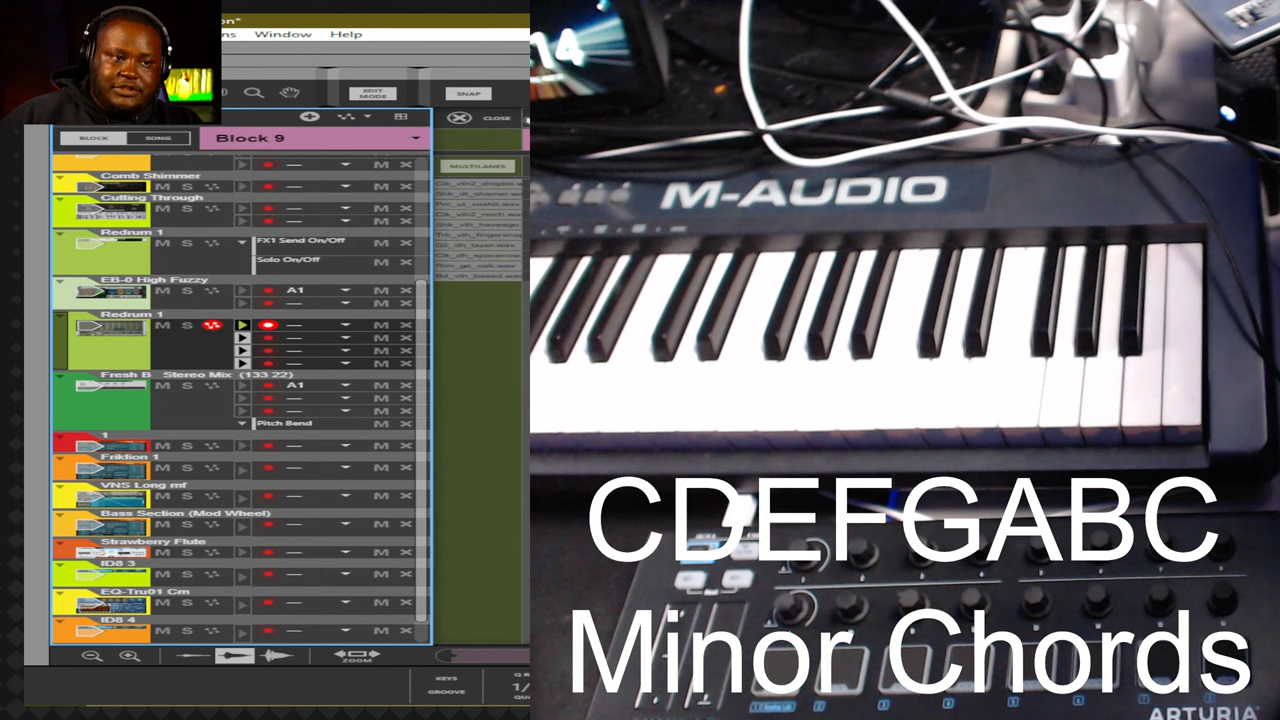 on*
ns Window Help
EDIT MODE
SNAP
CLOSE
BLOCK
SONG
Block 9
MULTILANES
Comb Shimmer
M S M
Cutting Through
M S M
M
Redrum 1
M S FX1 Send On/Off M
Solo On/Off M
EB-0 High Fuzzy
M S A1 M
M
Redrum 1
M S M
M
M
M
Fresh B Stereo Mix (133 22)
M S A1 M
M
M
Pitch Bend M
1
M S M
Friktion 1
M S M
VNS Long mf
M S M
Bass Section (Mod Wheel)
M S M
Strawberry Flute
M S M
ID8 3
M S M
EQ-Tru01 Cm
M S M
ID8 4
M S M
ZOOM
KEYS
GROOVE
14
M-AUDIO
CDEFGABC
Minor Chords
ARTURIA